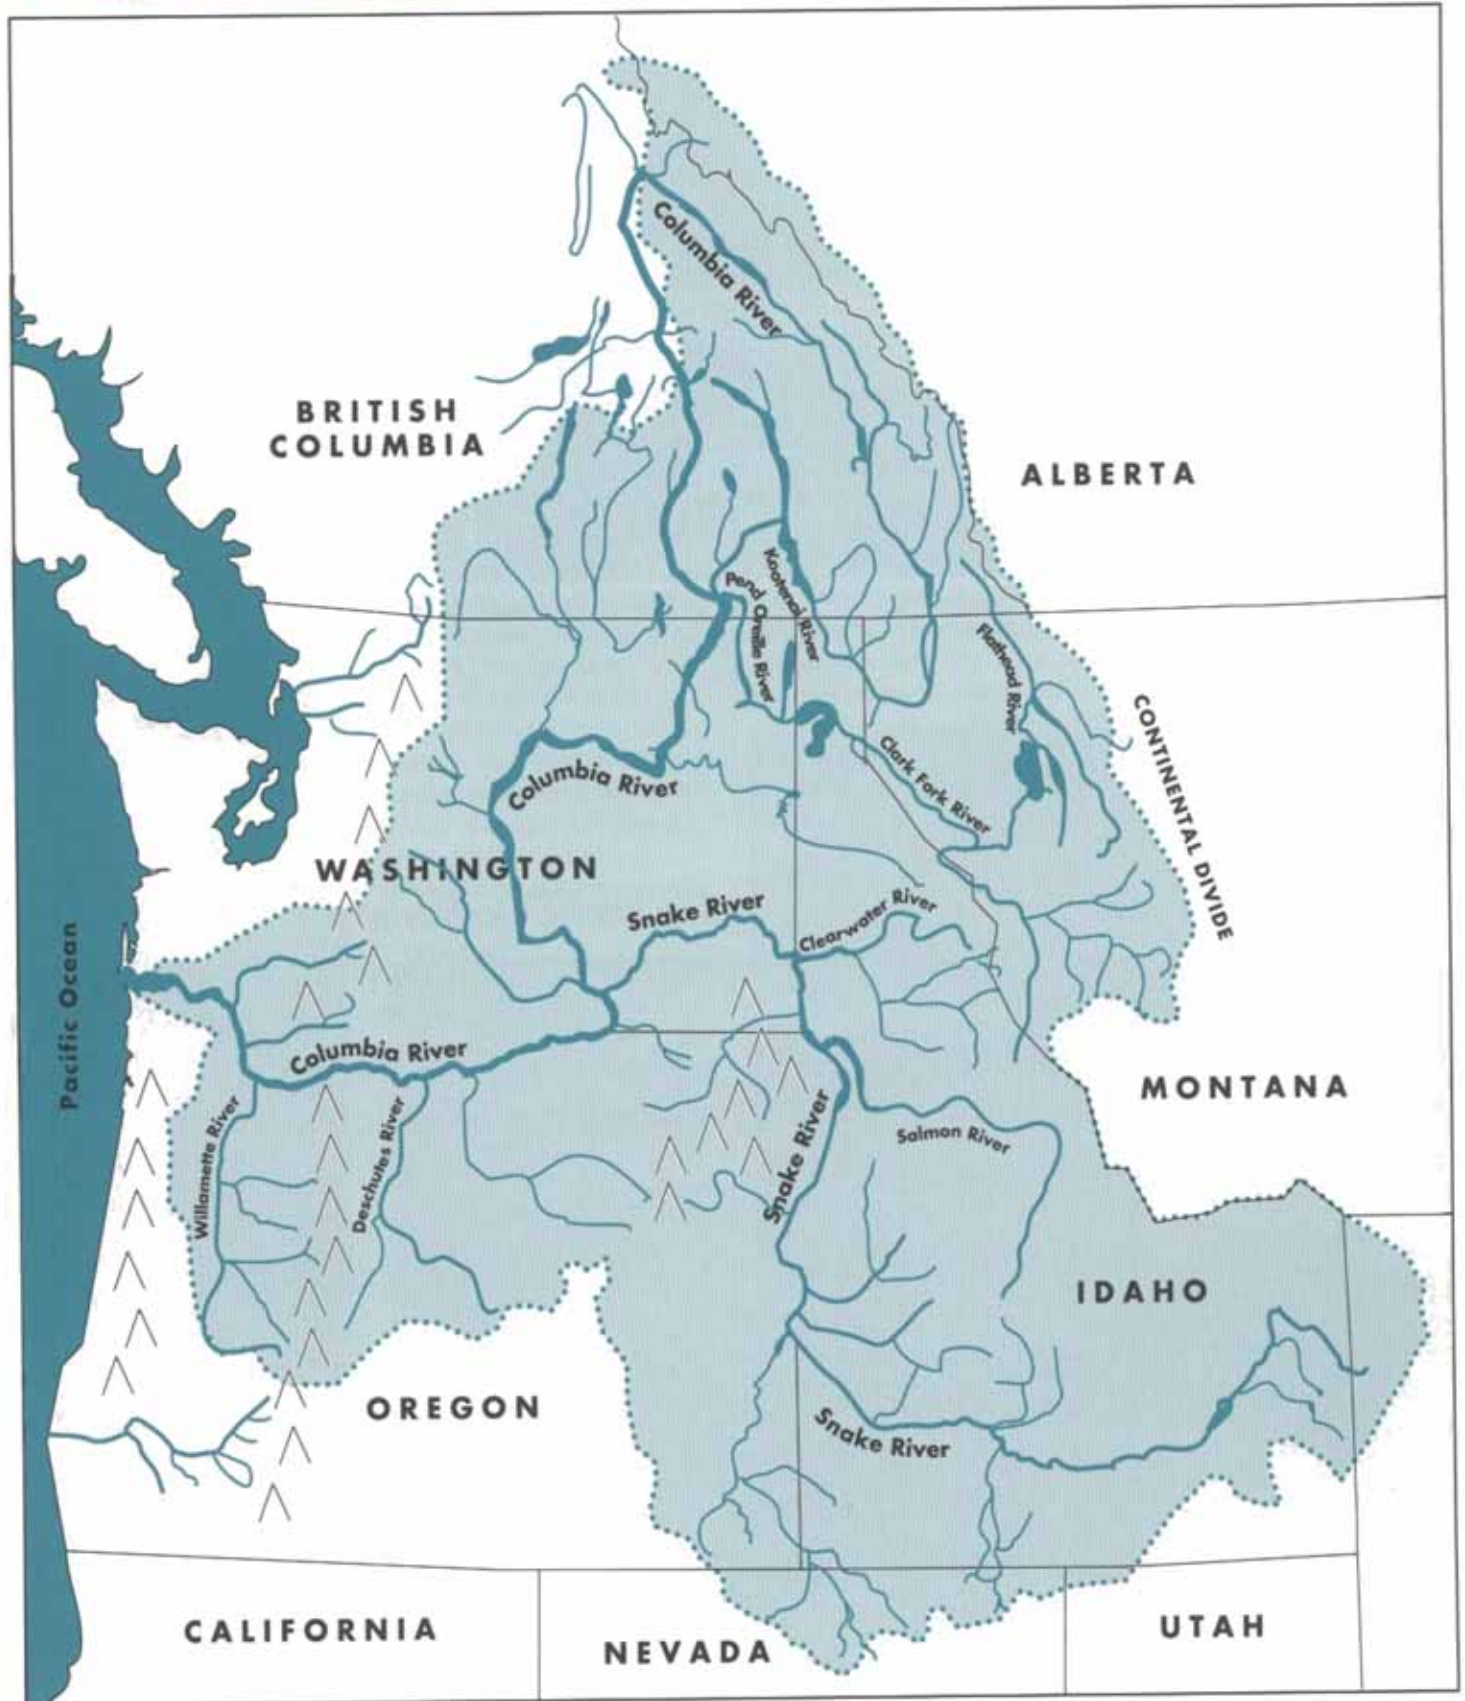 Columbia River
BRITISH
COLUMBIA
ALBERTA
Kootenai River
Pend Oreille River
Flathead River
CONTINENTAL DIVIDE
Clark Fork River
Columbia River
WASHINGTON
Snake River
Clearwater River
Pacific Ocean
Columbia River
MONTANA
Willamette River
Deschutes River
Snake River
Salmon River
IDAHO
OREGON
Snake River
CALIFORNIA
NEVADA
UTAH